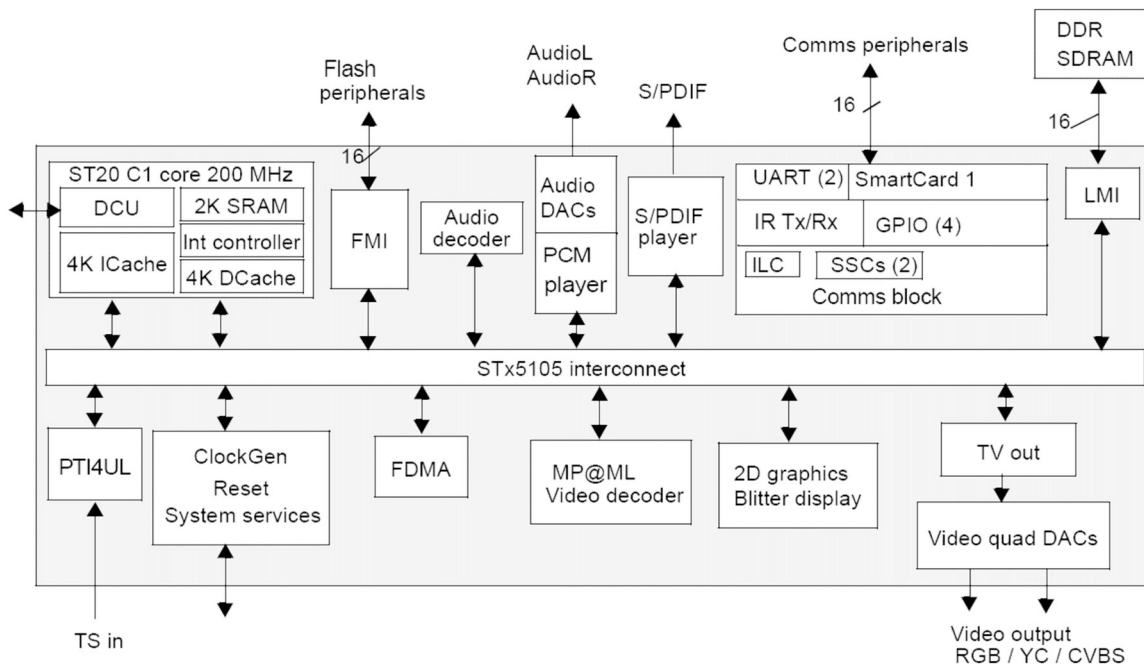 DDR
SDRAM
Comms peripherals
AudioL
AudioR
Flash
peripherals
S/PDIF
16
16
16
ST20 C1 core 200 MHz
DCU
2K SRAM
4K ICache
Int controller
4K DCache
FMI
Audio
decoder
Audio
DACs
PCM
player
S/PDIF
player
UART (2)
SmartCard 1
IR Tx/Rx
GPIO (4)
ILC
SSCs (2)
Comms block
LMI
STx5105 interconnect
PTI4UL
ClockGen
Reset
System services
FDMA
MP@ML
Video decoder
2D graphics
Blitter display
TV out
Video quad DACs
TS in
Video output
RGB / YC / CVBS